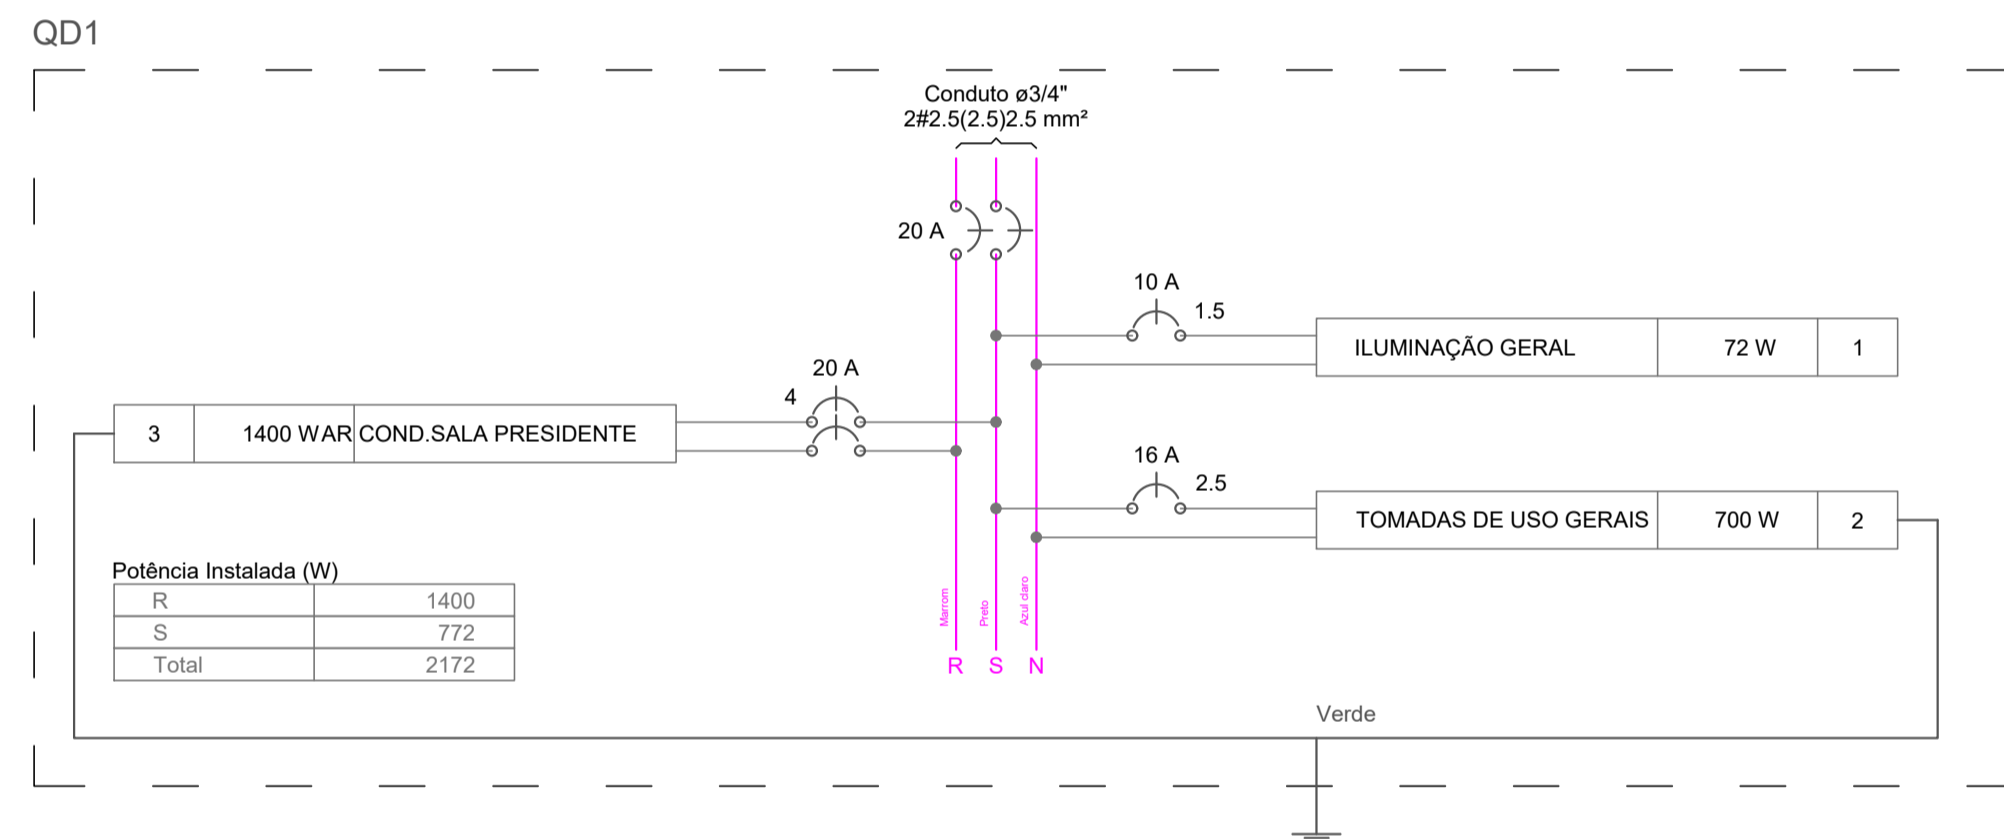 QD1
Conduto ø3/4"
2#2.5(2.5)2.5 mm²
20 A
10 A
1.5
ILUMINAÇÃO GERAL 72 W 1
20 A
4
3 1400 W AR COND.SALA PRESIDENTE
16 A
2.5
TOMADAS DE USO GERAIS 700 W 2
Potência Instalada (W)
R 1400
S 772
Total 2172
Marrom
Preto
Azul claro
R S N
Verde